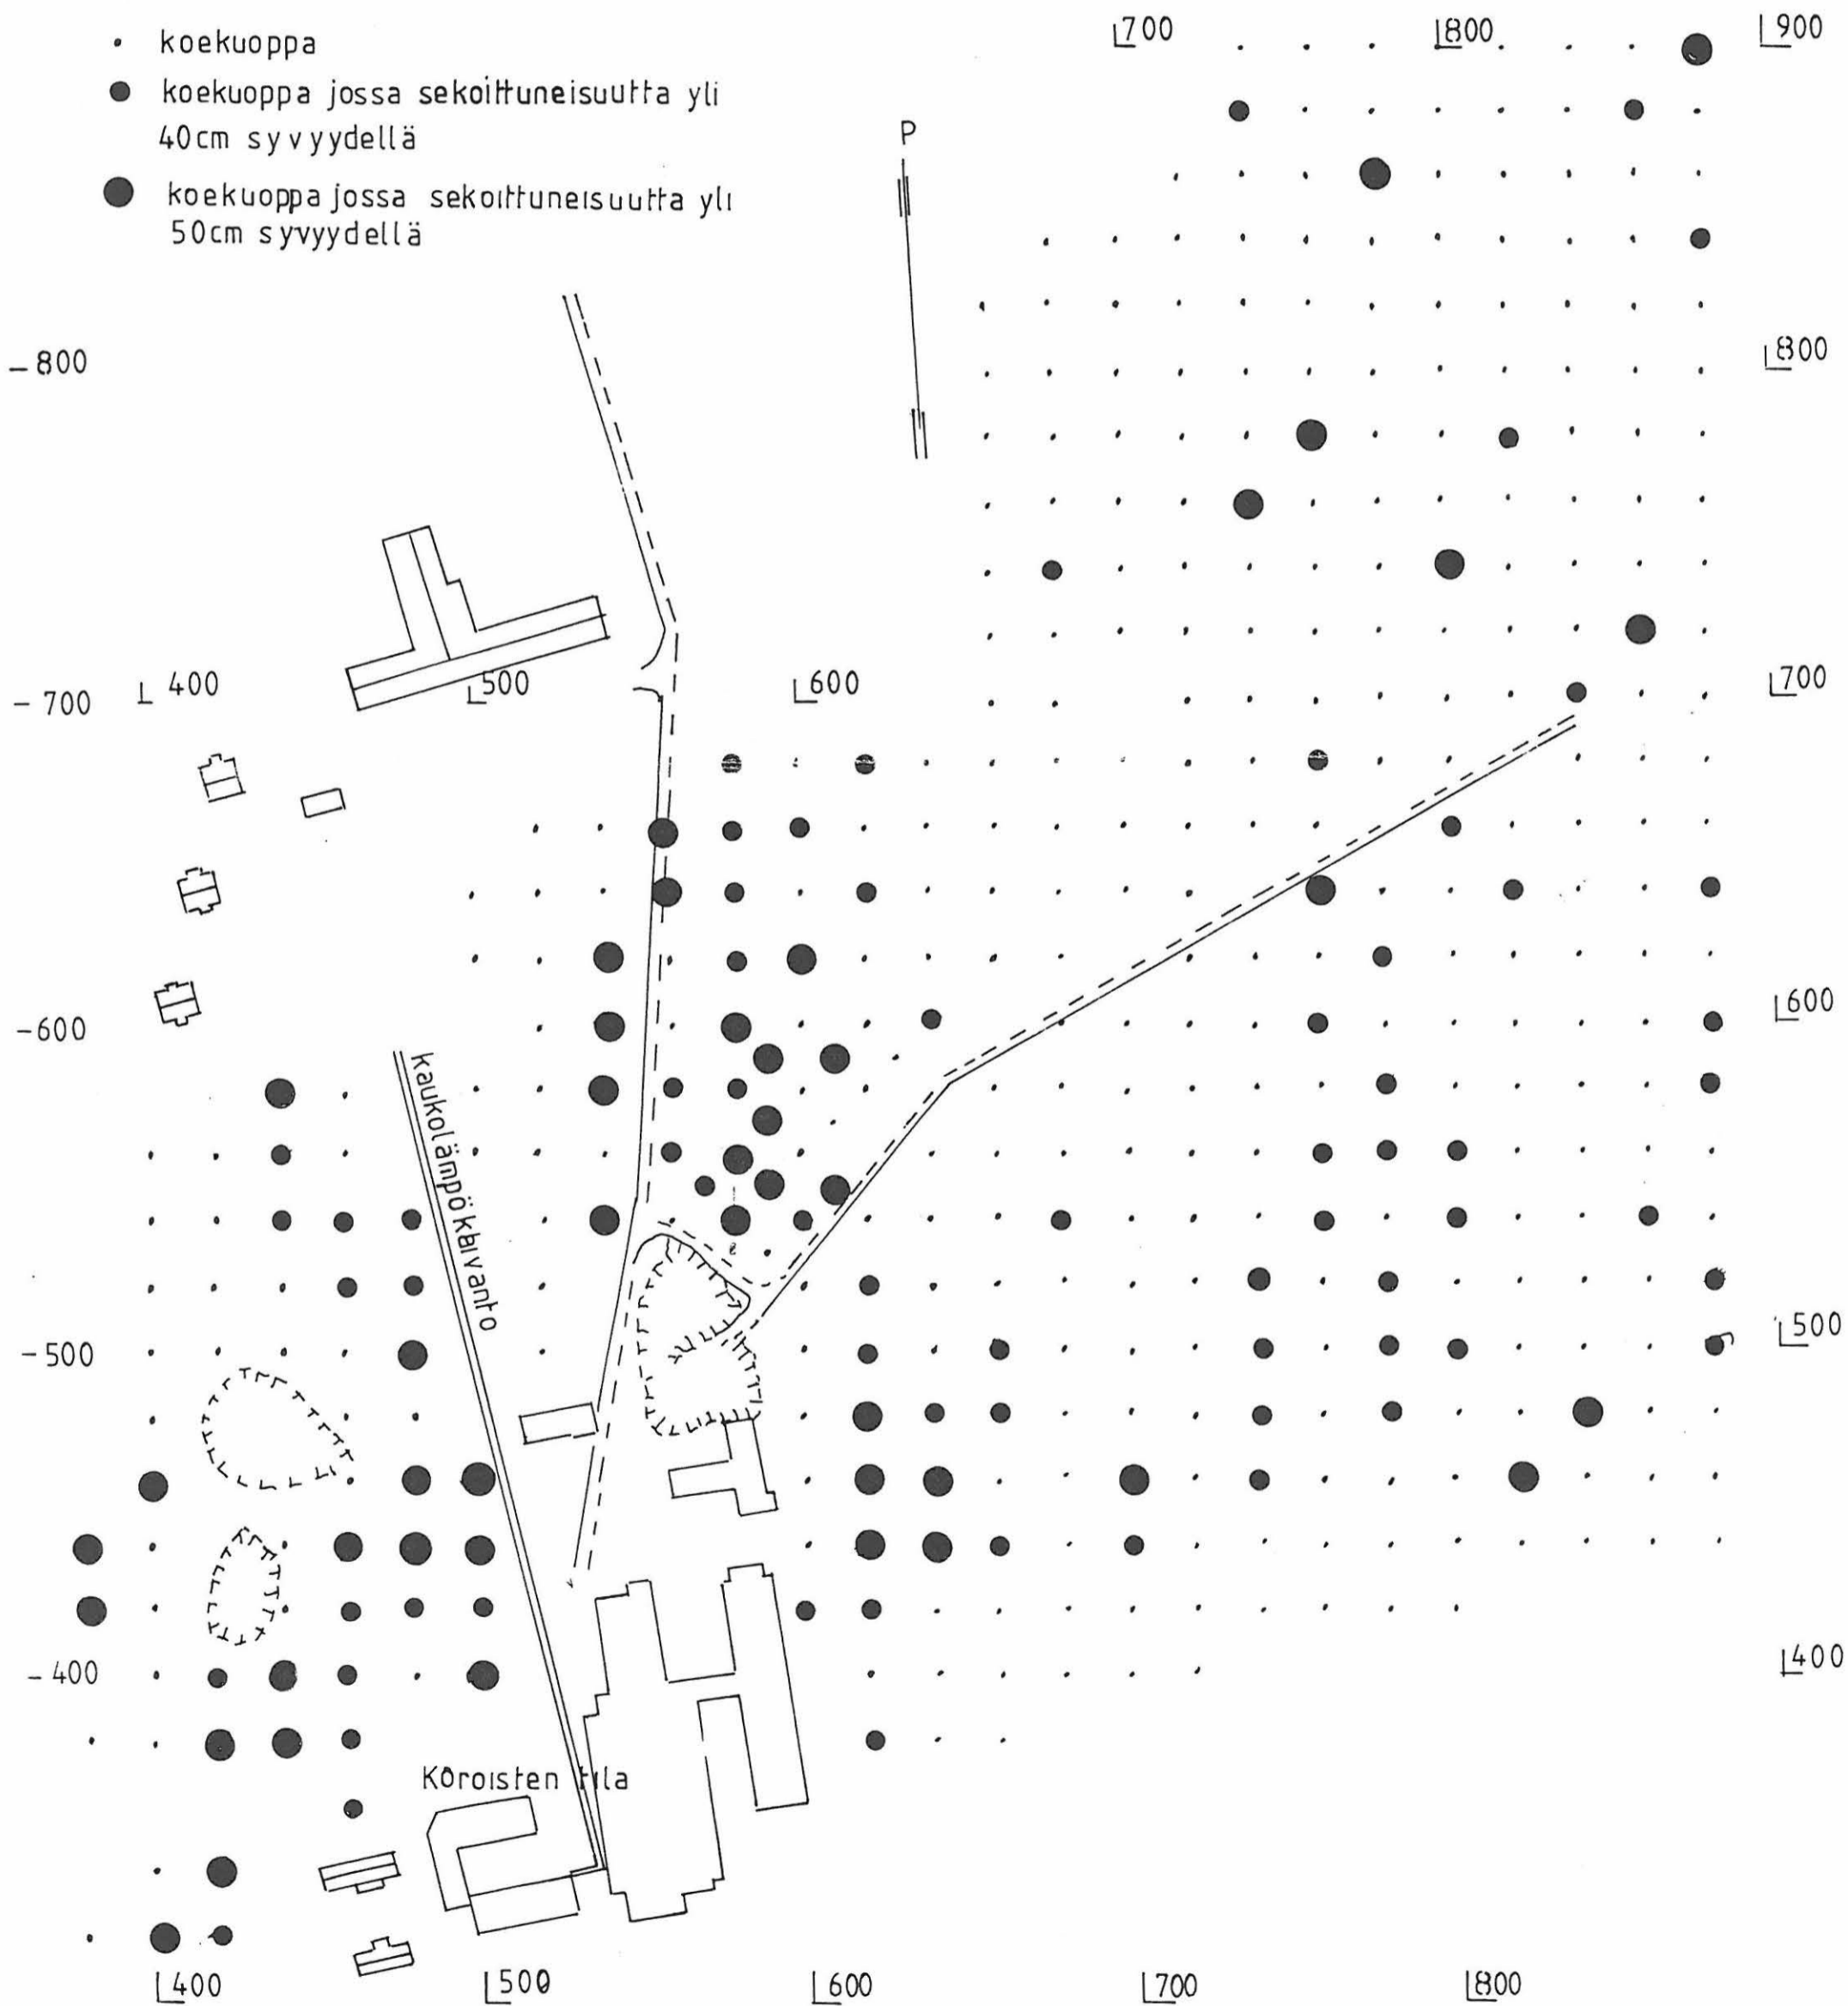 koekuoppa
koekuoppa jossa sekoittuneisuutta yli
40cm syvyydellä
koekuoppa jossa sekoittuneisuutta yli
50cm syvyydellä
700
800
900
P
-800
800
-700
400
500
600
700
-600
600
Kaukolämpökaivanto
-500
500
-400
400
Koroisten tila
400
500
600
700
800